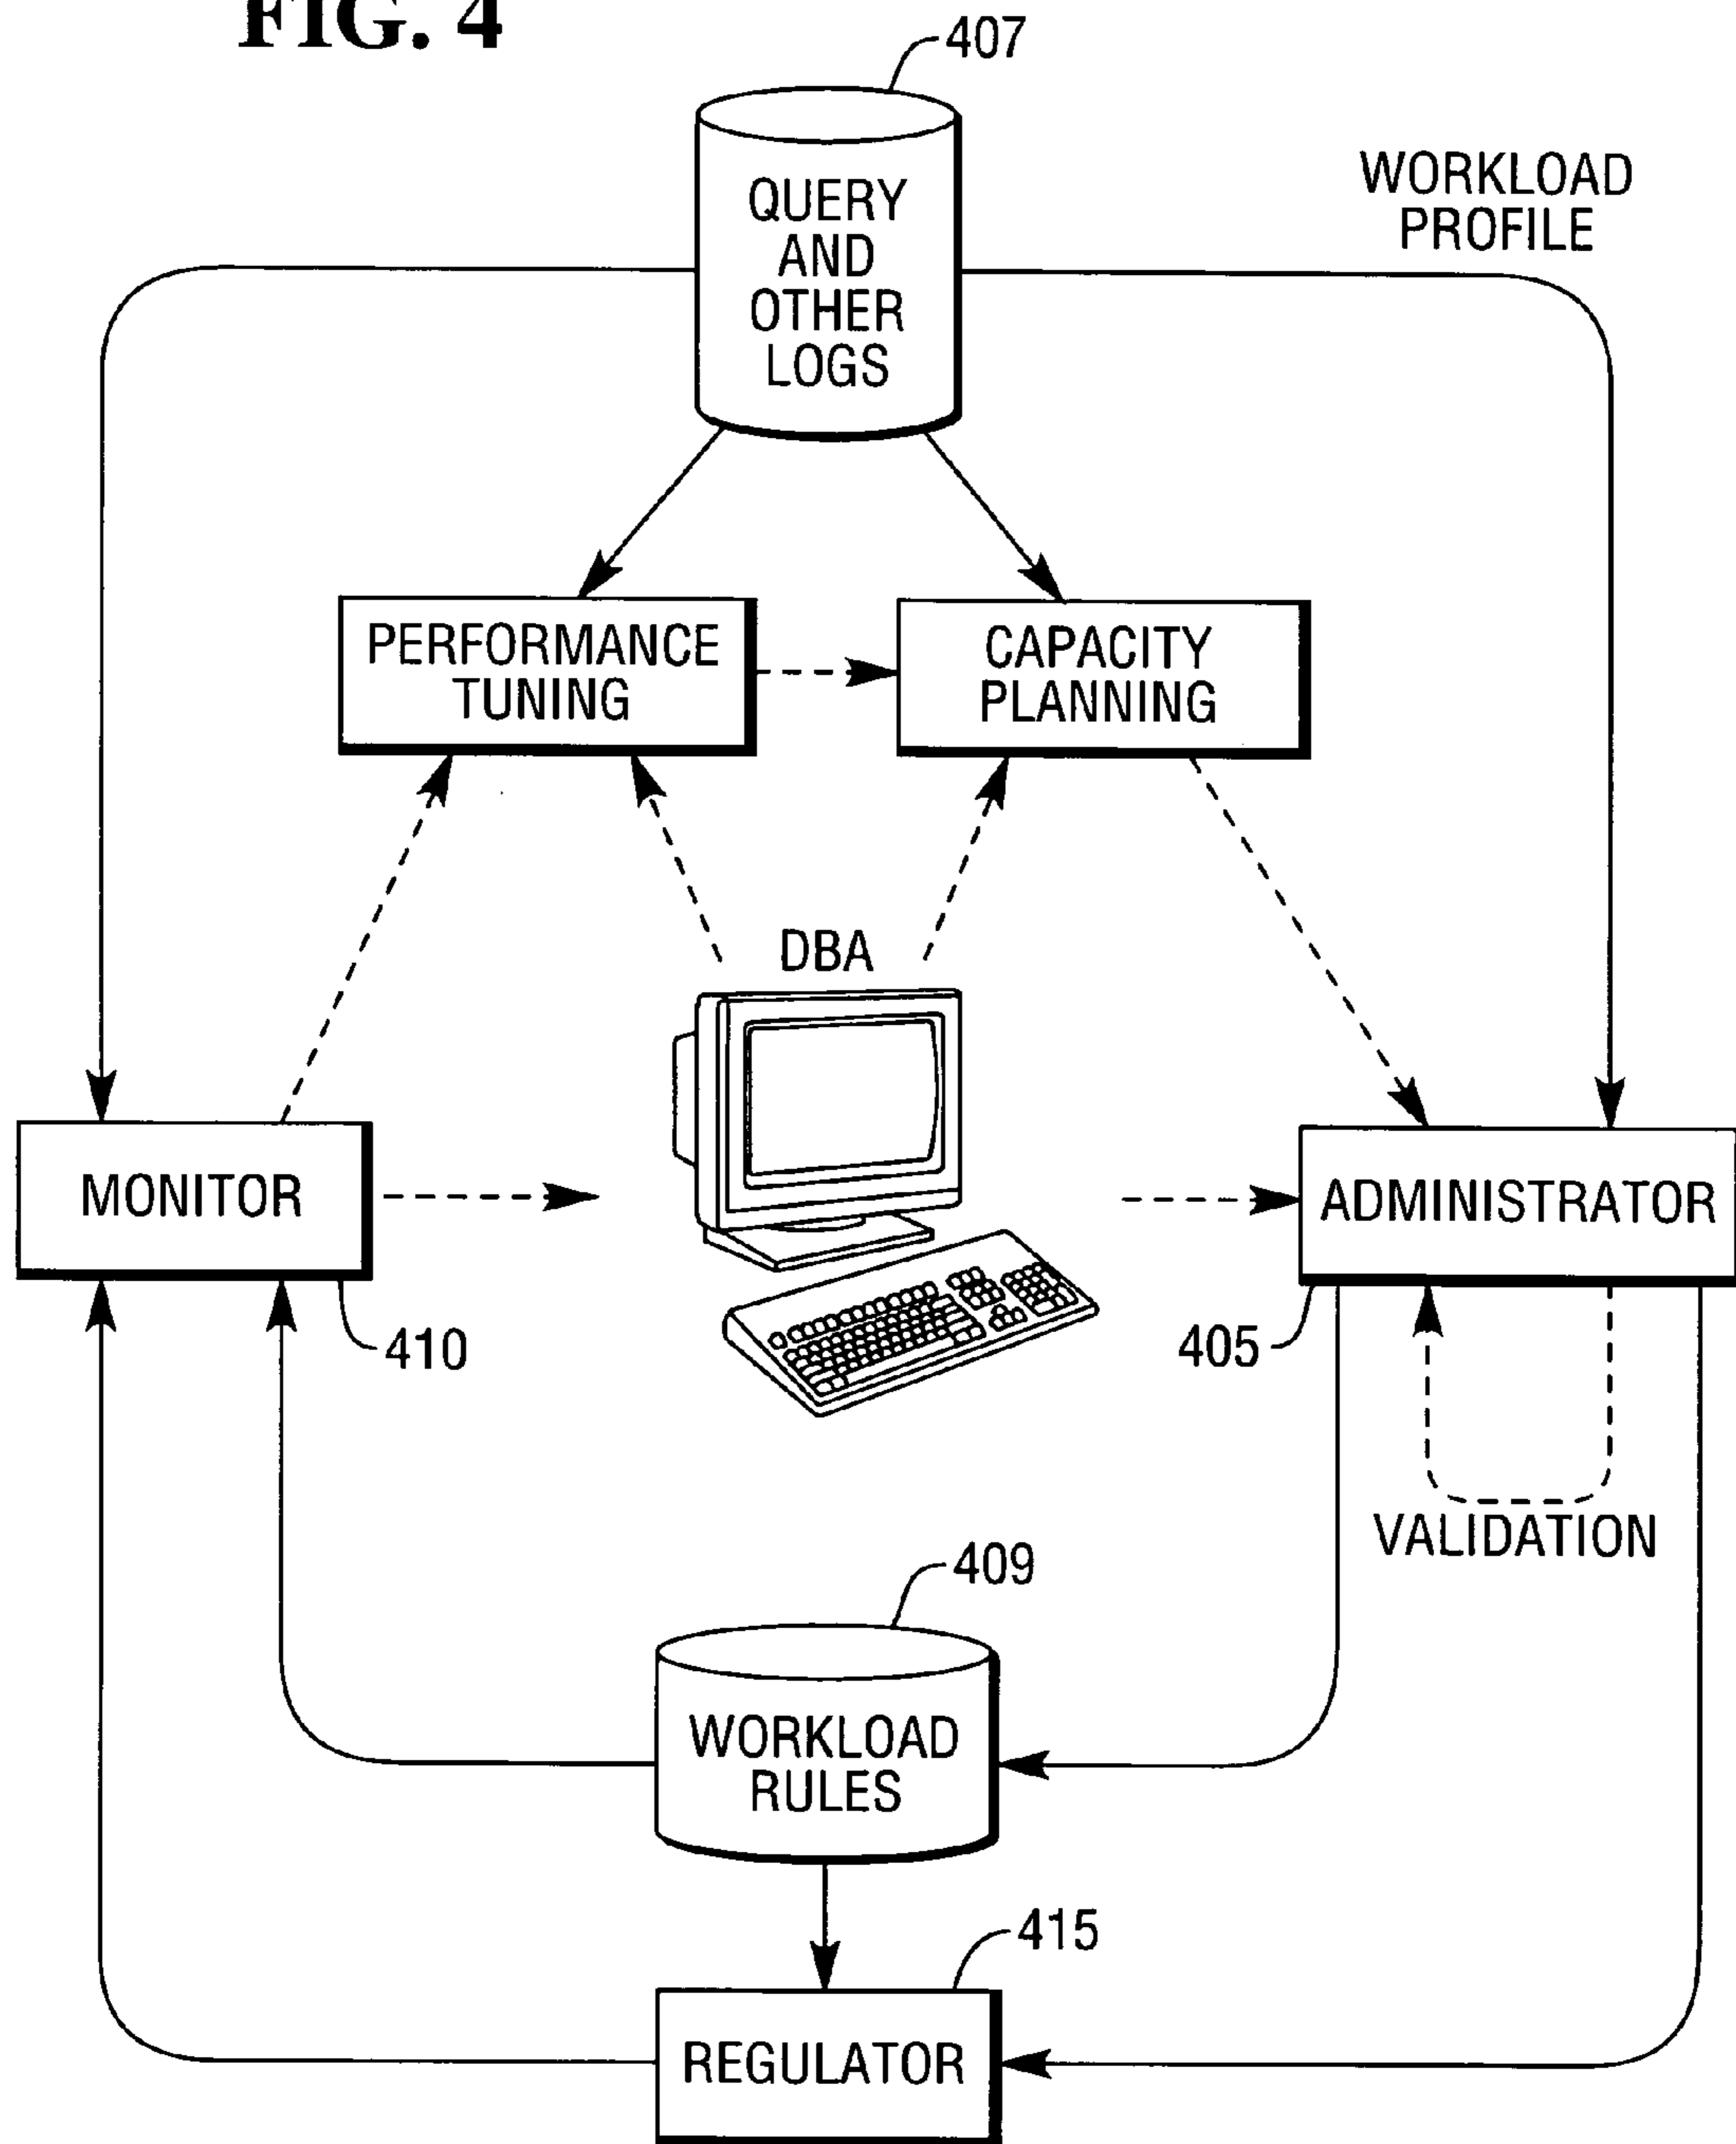 FIG. 4
407
QUERY
AND
OTHER
LOGS
WORKLOAD
PROFILE
PERFORMANCE
TUNING
CAPACITY
PLANNING
DBA
MONITOR
ADMINISTRATOR
410
405
VALIDATION
409
WORKLOAD
RULES
415
REGULATOR